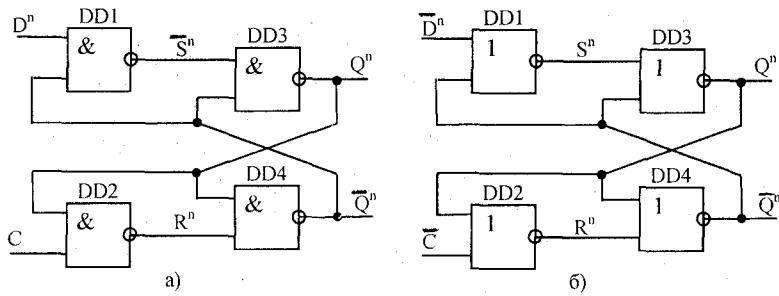 DD1
Dⁿ
&
S̅ⁿ
DD3
&
Qⁿ
DD2
&
C
Rⁿ
DD4
&
Q̅ⁿ
а)
DD1
D̅ⁿ
1
Sⁿ
DD3
1
Qⁿ
DD2
1
C̅
Rⁿ
DD4
1
Q̅ⁿ
б)